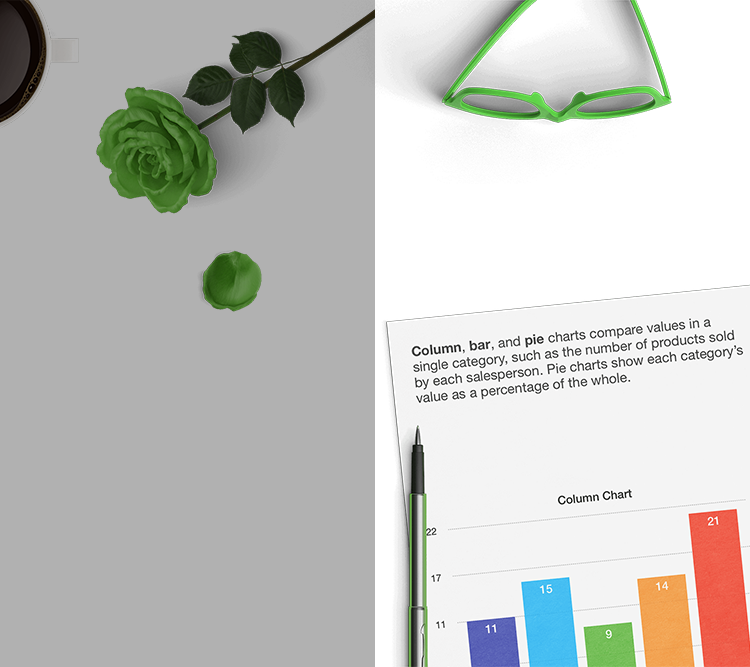 Column, bar, and pie charts compare values in a
single category, such as the number of products sold
by each salesperson. Pie charts show each category's
value as a percentage of the whole.
Column Chart
22
21
17
15
14
11
11
9